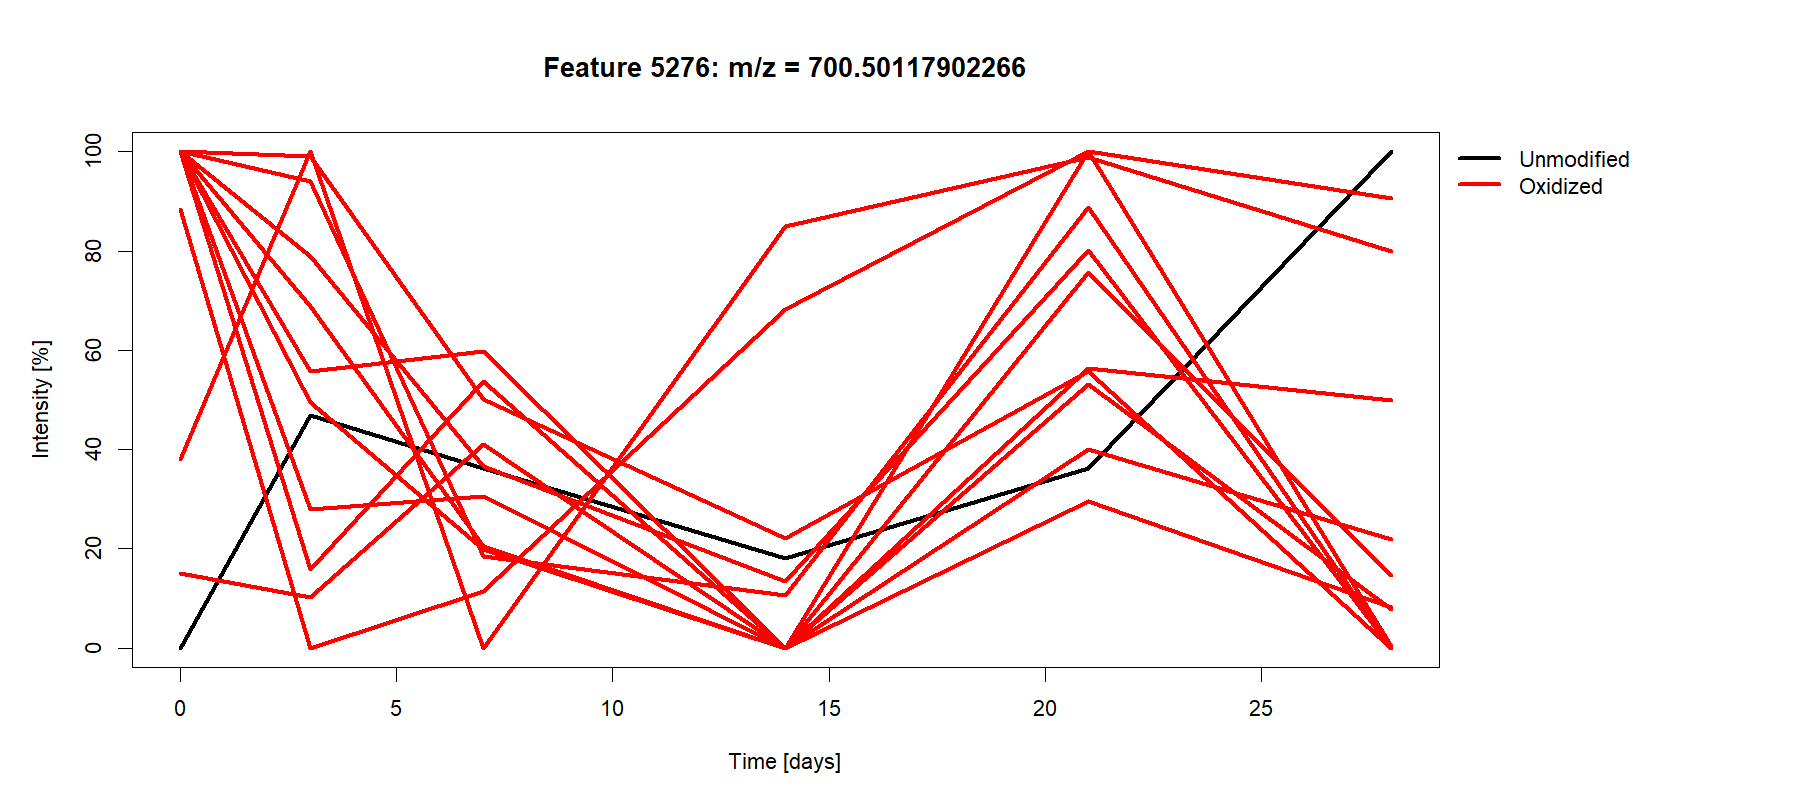 Feature 5276: m/z = 700.50117902266
Unmodified
Oxidized
Intensity [%]
100
80
60
40
20
0
0 5 10 15 20 25
Time [days]